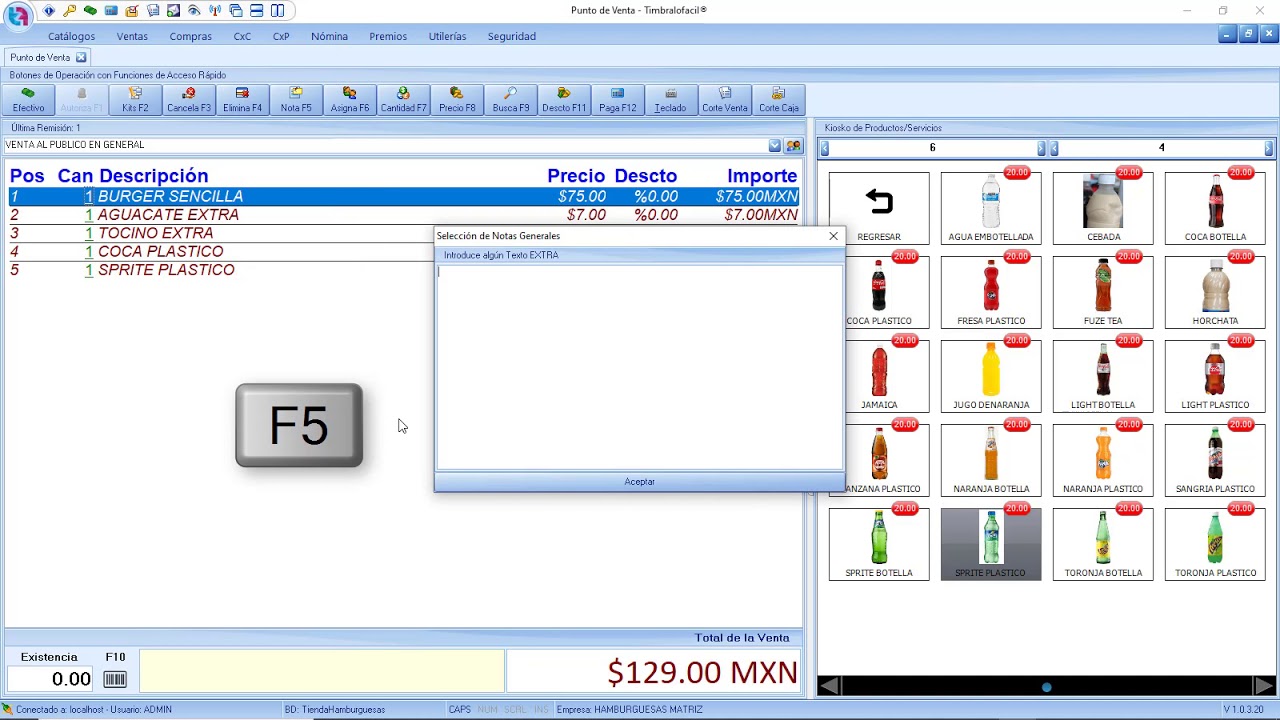 Punto de Venta - Timbralofacil®
Catálogos Ventas Compras CxC CxP Nómina Premios Utilerías Seguridad
Punto de Venta
Botones de Operación con Funciones de Acceso Rápido
Efectivo Autoriza F1 Kits F2 Cancela F3 Elimina F4 Nota F5 Asigna F6 Cantidad F7 Precio F8 Busca F9 Descto F11 Paga F12 Teclado Corte Venta Corte Caja
Última Remisión: 1
VENTA AL PUBLICO EN GENERAL
Pos Can Descripción Precio Descto Importe
1 1 BURGER SENCILLA $75.00 %0.00 $75.00MXN
2 1 AGUACATE EXTRA $7.00 %0.00 $7.00MXN
3 1 TOCINO EXTRA
4 1 COCA PLASTICO
5 1 SPRITE PLASTICO
Selección de Notas Generales
Introduce algún Texto EXTRA
Aceptar
F5
Total de la Venta
Existencia F10
0.00
$129.00 MXN
Kiosko de Productos/Servicios
6 4
20.00 20.00 20.00
REGRESAR AGUA EMBOTELLADA CEBADA COCA BOTELLA
20.00 20.00 20.00 20.00
COCA PLASTICO FRESA PLASTICO FUZE TEA HORCHATA
20.00 20.00 20.00 20.00
JAMAICA JUGO DENARANJA LIGHT BOTELLA LIGHT PLASTICO
20.00 20.00 20.00 20.00
ANZANA PLASTICO NARANJA BOTELLA NARANJA PLASTICO SANGRIA PLASTICO
20.00 20.00 20.00 20.00
SPRITE BOTELLA SPRITE PLASTICO TORONJA BOTELLA TORONJA PLASTICO
Conectado a: localhost - Usuario: ADMIN BD: TiendaHamburguesas CAPS NUM SCRL INS Empresa: HAMBURGUESAS MATRIZ V 1.0.3.20